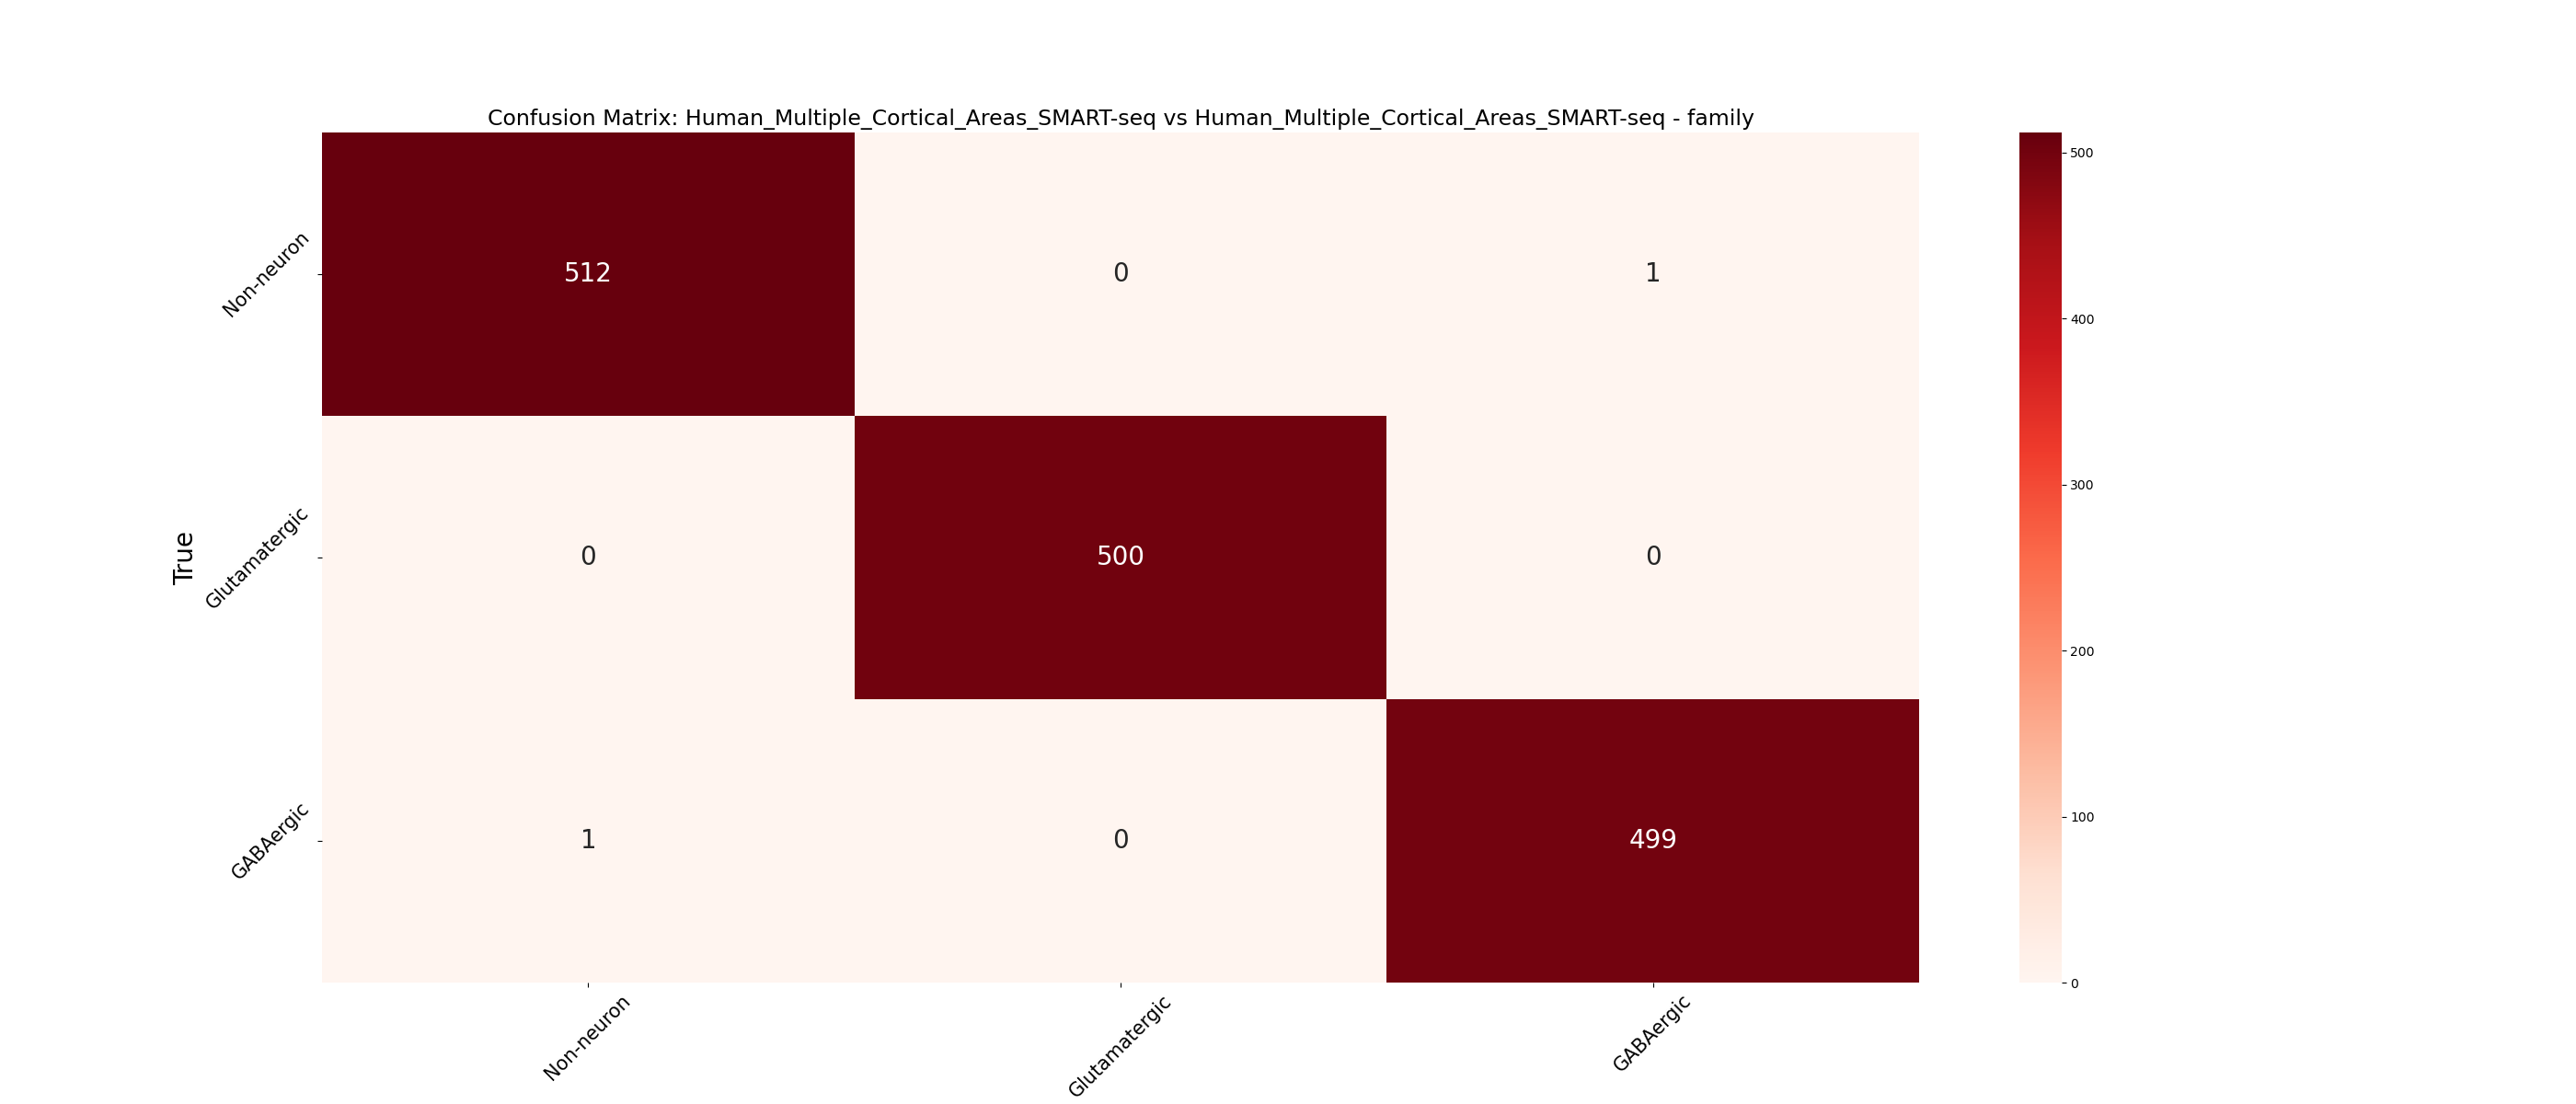 Confusion Matrix: Human_Multiple_Cortical_Areas_SMART-seq vs Human_Multiple_Cortical_Areas_SMART-seq - family
True
Non-neuron
512
0
1
Glutamatergic
0
500
0
GABAergic
1
0
499
Non-neuron
Glutamatergic
GABAergic
500
400
300
200
100
0